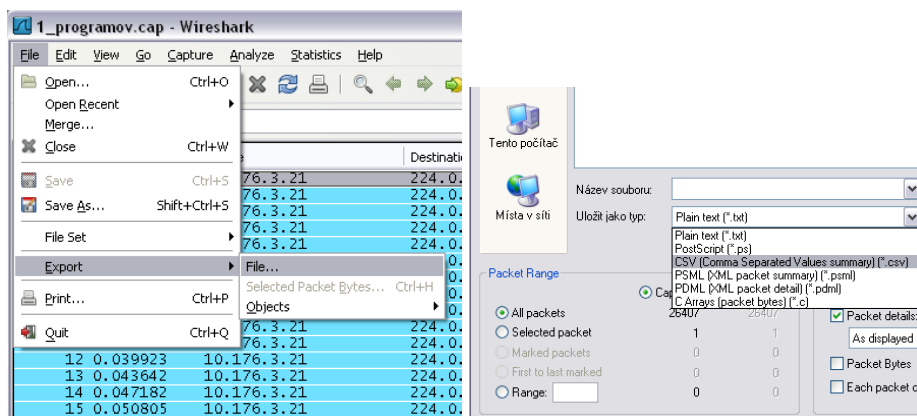 1_programov.cap - Wireshark
File Edit View Go Capture Analyze Statistics Help
Open... Ctrl+O
Open Recent
Merge...
Close Ctrl+W
Save Ctrl+S
Save As... Shift+Ctrl+S
File Set
Export
Print... Ctrl+P
Quit Ctrl+Q
File...
Selected Packet Bytes... Ctrl+H
Objects
Destinati
76.3.21 224.0.
76.3.21 224.0.
76.3.21 224.0.
76.3.21 224.0.
76.3.21 224.0.
76.3.21 224.0.
76.3.21 224.0.
12 0.039923 10.176.3.21 224.0.
13 0.043642 10.176.3.21 224.0.
14 0.047182 10.176.3.21 224.0.
15 0.050805 10.176.3.21 224.0.
Tento počítač
Místa v síti
Název souboru:
Uložit jako typ: Plain text (*.txt)
Plain text (*.txt)
PostScript (*.ps)
CSV (Comma Separated Values summary) (*.csv)
PSML (XML packet summary) (*.psml)
PDML (XML packet detail) (*.pdml)
C Arrays (packet bytes) (*.c)
Packet Range
Cap
All packets 26407 26407
Selected packet 1 1
Marked packets 0 0
First to last marked 0 0
Range: 0 0
Packet details:
As displayed
Packet Bytes
Each packet o